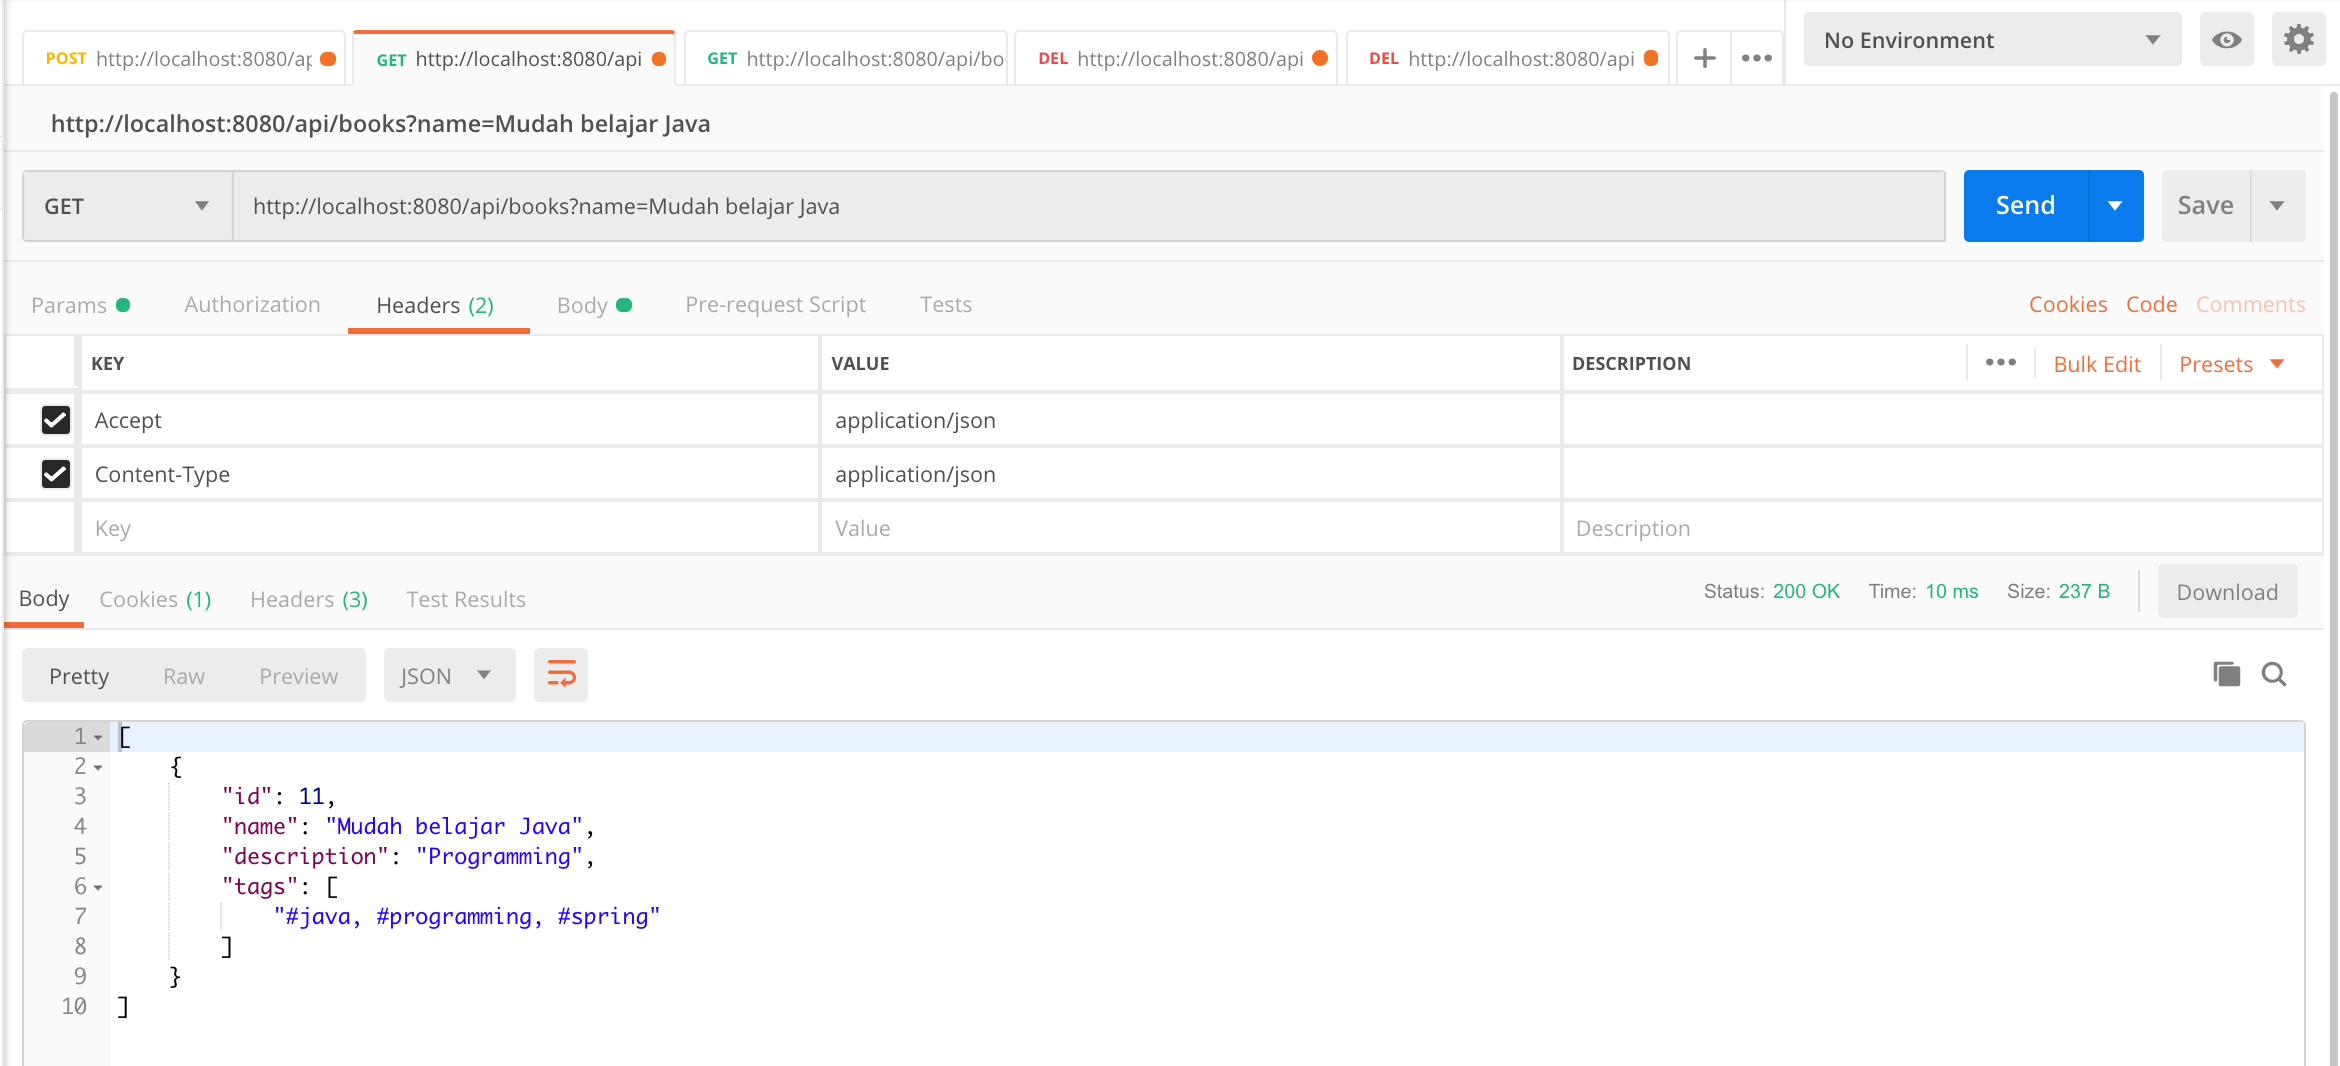 POST http://localhost:8080/ap GET http://localhost:8080/api GET http://localhost:8080/api/bo DEL http://localhost:8080/api DEL http://localhost:8080/api + ••• No Environment
http://localhost:8080/api/books?name=Mudah belajar Java
GET http://localhost:8080/api/books?name=Mudah belajar Java Send Save
Params Authorization Headers (2) Body Pre-request Script Tests Cookies Code Comments
KEY VALUE DESCRIPTION ••• Bulk Edit Presets
Accept application/json
Content-Type application/json
Key Value Description
Body Cookies (1) Headers (3) Test Results Status: 200 OK Time: 10 ms Size: 237 B Download
Pretty Raw Preview JSON
1 [
2 {
3 "id": 11,
4 "name": "Mudah belajar Java",
5 "description": "Programming",
6 "tags": [
7 "#java, #programming, #spring"
8 ]
9 }
10 ]